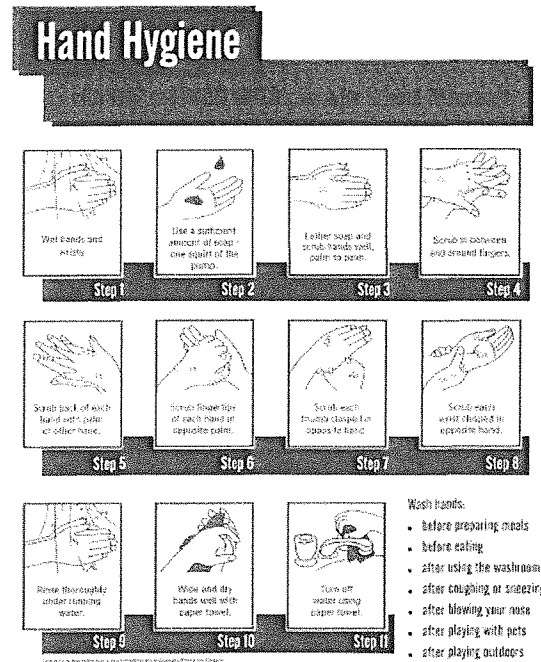 Hand Hygiene
Wet hands and
wrists.
Step 1
Use a sufficient
amount of soap -
one squirt of the
pump.
Step 2
Lather soap and
scrub hands well,
palm to palm.
Step 3
Scrub in between
and around fingers.
Step 4
Scrub back of each
hand with palm
of other hand.
Step 5
Scrub fingertips
of each hand in
opposite palm.
Step 6
Scrub each
thumb clasped in
opposite hand.
Step 7
Scrub each
wrist clasped in
opposite hand.
Step 8
Rinse thoroughly
under running
water.
Step 9
Wipe and dry
hands well with
paper towel.
Step 10
Turn off
water using
paper towel.
Step 11
Wash hands:
• before preparing meals
• before eating
• after using the washroom
• after coughing or sneezing
• after blowing your nose
• after playing with pets
• after playing outdoors